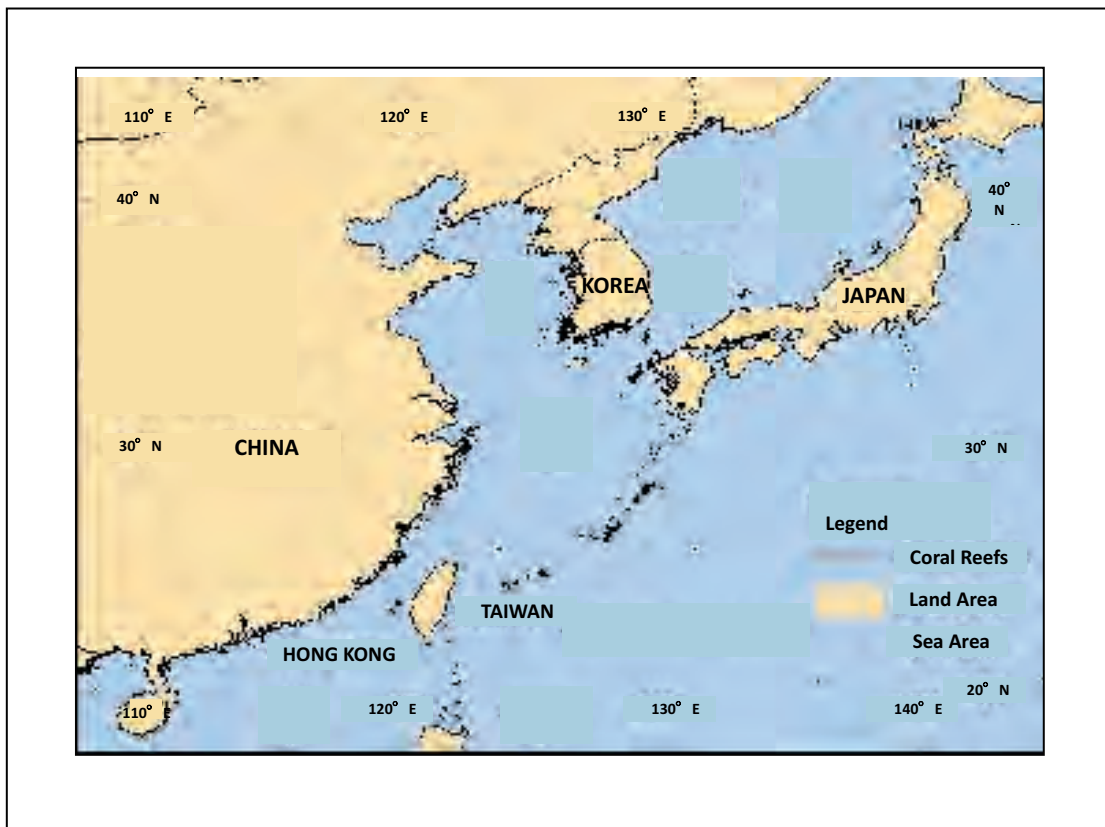 110° E 120° E 130° E
40° N 40°
N
KOREA JAPAN
30° N CHINA 30° N
Legend
Coral Reefs
Land Area
TAIWAN
Sea Area
HONG KONG
20° N
110° E 120° E 130° E 140° E